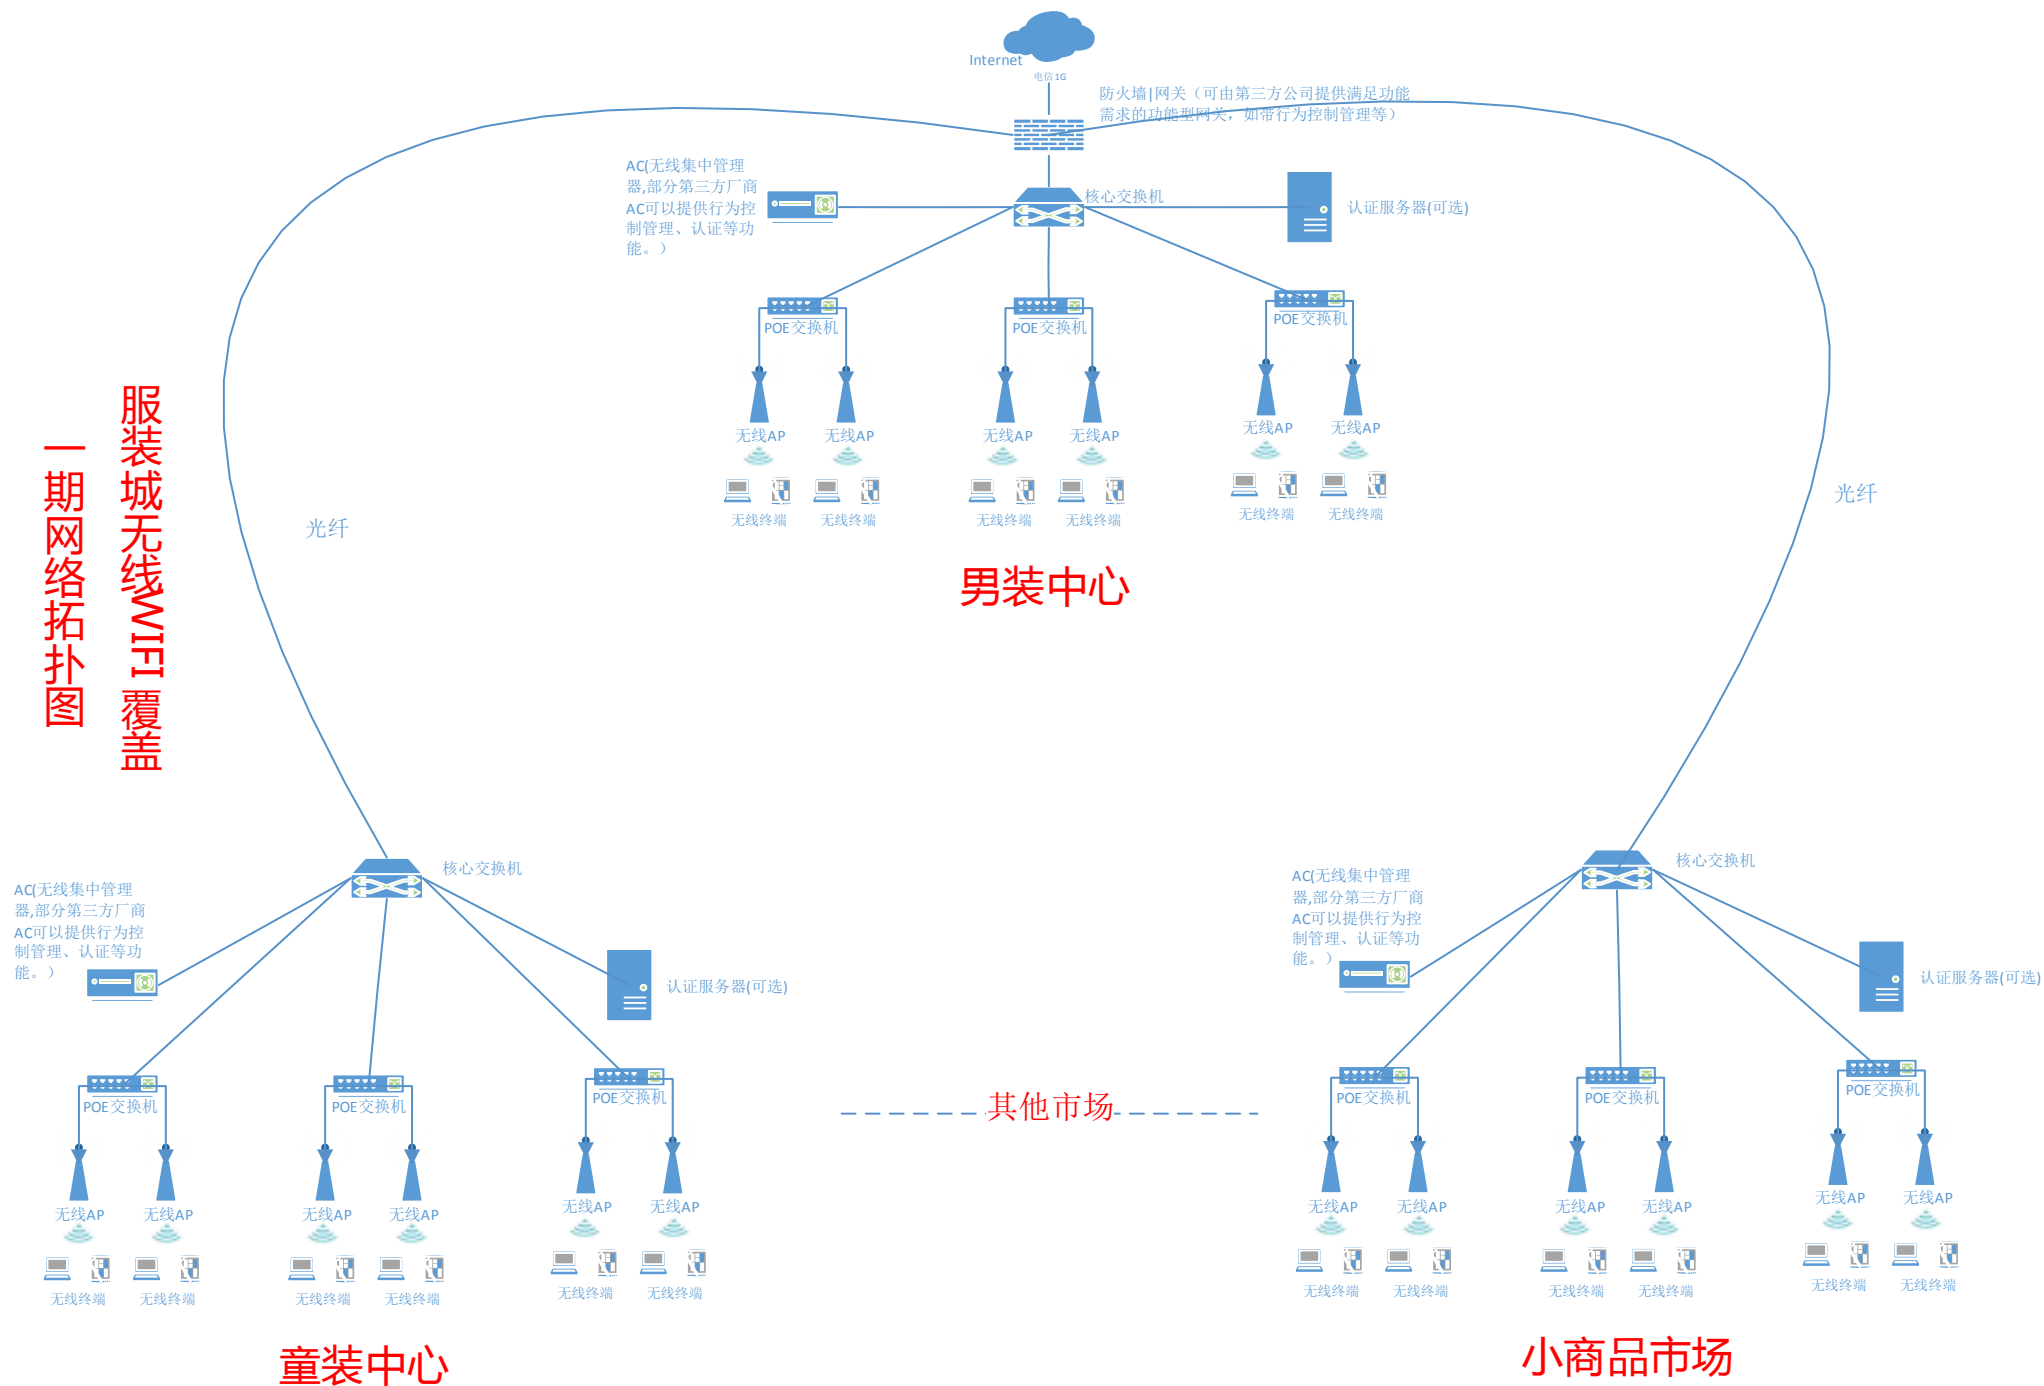 Internet
电信1G
防火墙|网关（可由第三方公司提供满足功能
需求的功能型网关，如带行为控制管理等）
AC(无线集中管理
器,部分第三方厂商
AC可以提供行为控
制管理、认证等功
能。）
核心交换机
认证服务器(可选)
POE交换机
POE交换机
POE交换机
无线AP
无线AP
无线AP
无线AP
无线AP
无线AP
无线终端
无线终端
无线终端
无线终端
无线终端
无线终端
男装中心
光纤
光纤
服装城无线WIFI覆盖
一期网络拓扑图
核心交换机
AC(无线集中管理
器,部分第三方厂商
AC可以提供行为控
制管理、认证等功
能。）
认证服务器(可选)
POE交换机
POE交换机
POE交换机
无线AP
无线AP
无线AP
无线AP
无线AP
无线AP
无线终端
无线终端
无线终端
无线终端
无线终端
无线终端
童装中心
其他市场
核心交换机
AC(无线集中管理
器,部分第三方厂商
AC可以提供行为控
制管理、认证等功
能。）
认证服务器(可选)
POE交换机
POE交换机
POE交换机
无线AP
无线AP
无线AP
无线AP
无线AP
无线AP
无线终端
无线终端
无线终端
无线终端
无线终端
无线终端
小商品市场